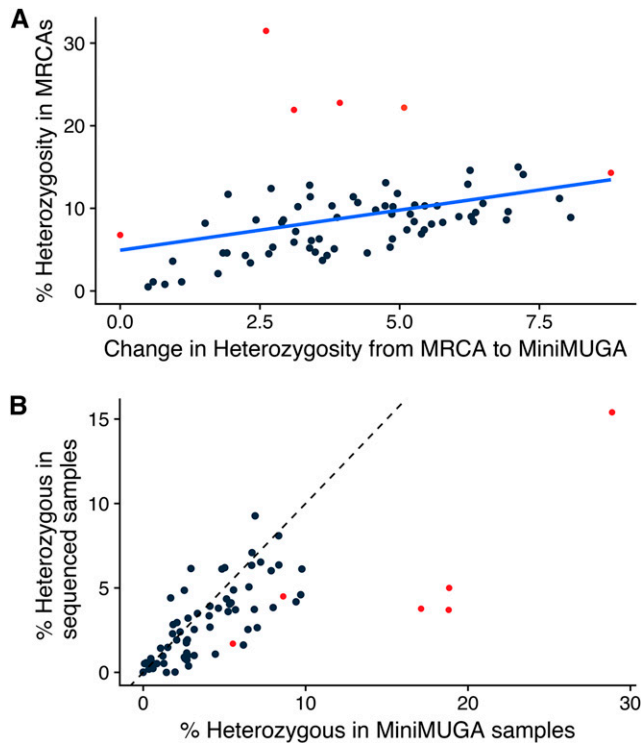 A
% Heterozygosity in MRCAs
30
20
10
0
0.0 2.5 5.0 7.5
Change in Heterozygosity from MRCA to MiniMUGA
B
% Heterozygous in
sequenced samples
15
10
5
0
0 10 20 30
% Heterozygous in MiniMUGA samples